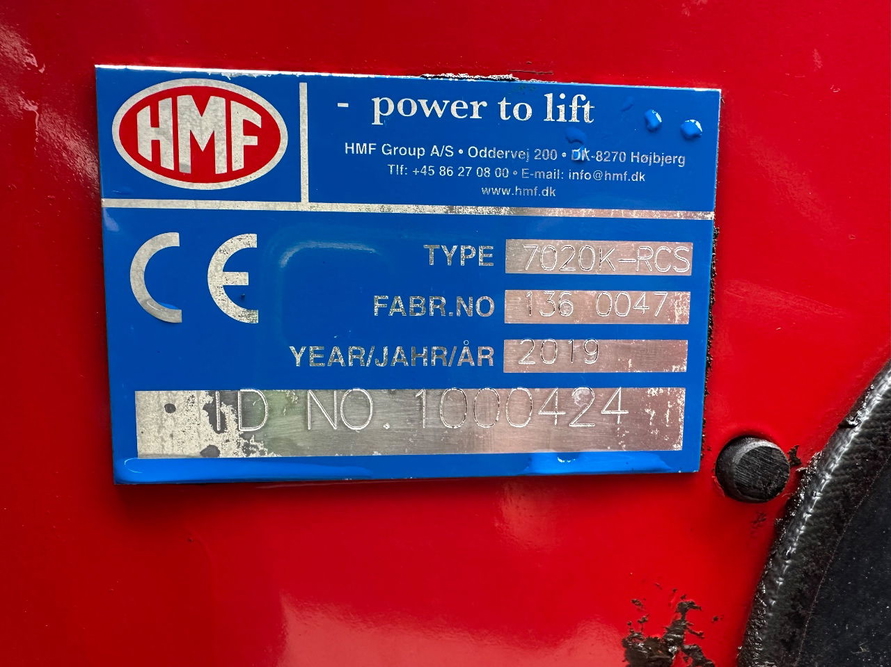 HMF
- power to lift
HMF Group A/S • Oddervej 200 • DK-8270 Højbjerg
Tlf: +45 86 27 08 00 • E-mail: info@hmf.dk
www.hmf.dk
CE
TYPE 7020K-RCS
FABR.NO 136 0047
YEAR/JAHR/ÅR 2019
ID NO. 1000424